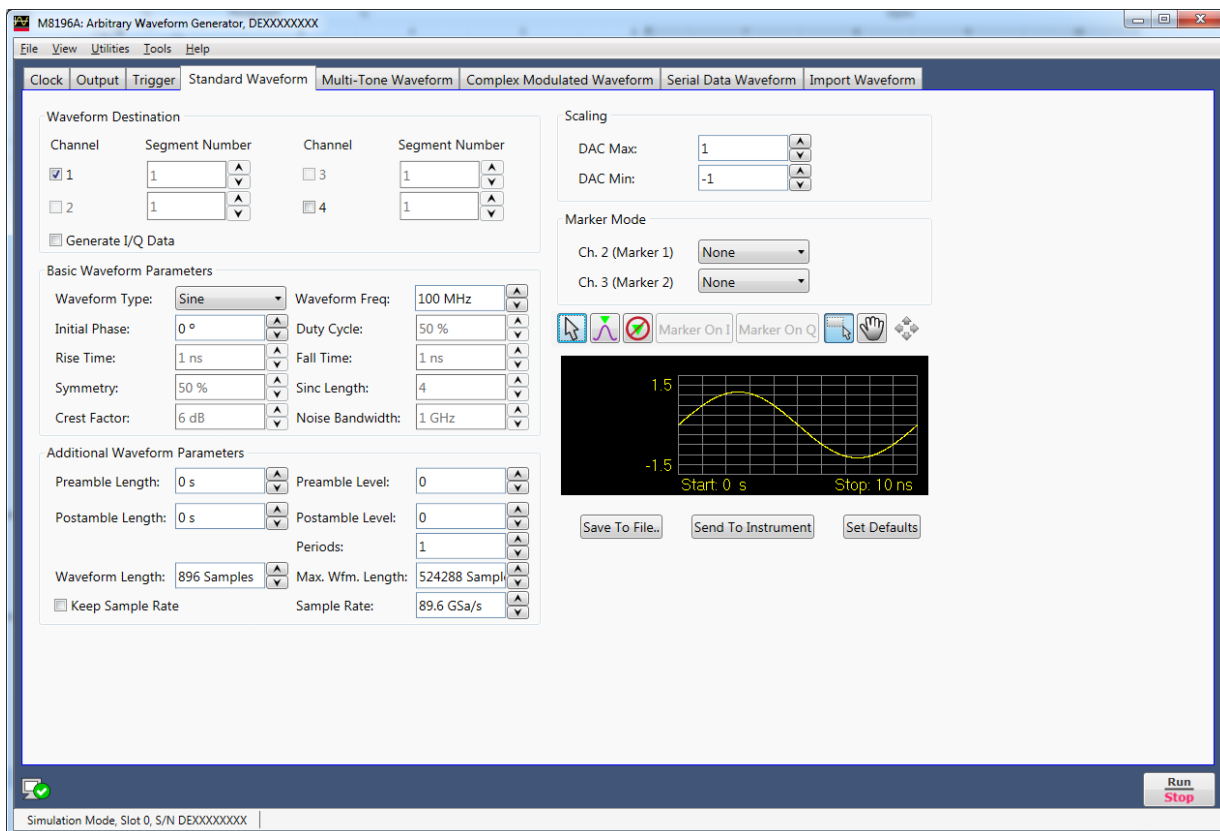 M8196A: Arbitrary Waveform Generator, DEXXXXXXXX
File View Utilities Tools Help
Clock Output Trigger Standard Waveform Multi-Tone Waveform Complex Modulated Waveform Serial Data Waveform Import Waveform
Waveform Destination
Channel Segment Number Channel Segment Number
1 1 3 1
2 1 4 1
Generate I/Q Data
Basic Waveform Parameters
Waveform Type: Sine Waveform Freq: 100 MHz
Initial Phase: 0 º Duty Cycle: 50 %
Rise Time: 1 ns Fall Time: 1 ns
Symmetry: 50 % Sinc Length: 4
Crest Factor: 6 dB Noise Bandwidth: 1 GHz
Additional Waveform Parameters
Preamble Length: 0 s Preamble Level: 0
Postamble Length: 0 s Postamble Level: 0
Periods: 1
Waveform Length: 896 Samples Max. Wfm. Length: 524288 Sampl
Keep Sample Rate Sample Rate: 89.6 GSa/s
Scaling
DAC Max: 1
DAC Min: -1
Marker Mode
Ch. 2 (Marker 1) None
Ch. 3 (Marker 2) None
Marker On I Marker On Q
1.5
-1.5
Start: 0 s Stop: 10 ns
Save To File.. Send To Instrument Set Defaults
Run
Stop
Simulation Mode, Slot 0, S/N DEXXXXXXXX